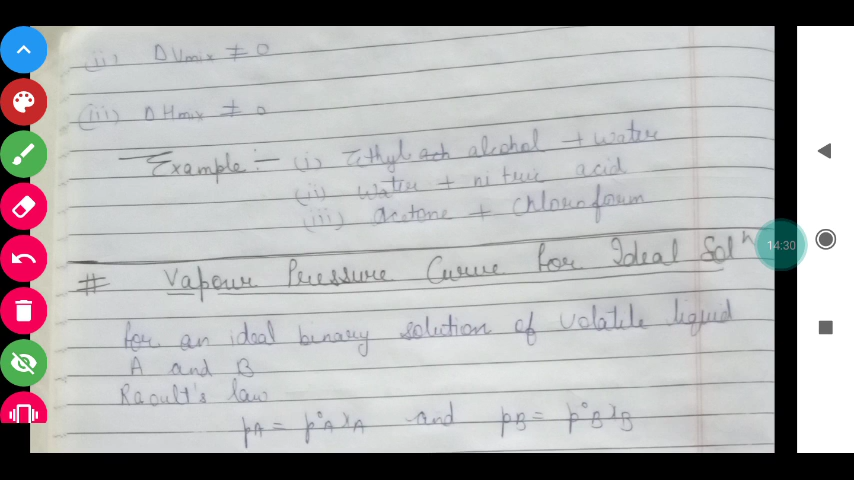 (ii) ΔVmix ≠ 0
(iii) ΔHmix ≠ 0
Example :- (i) Ethyl alcohol + water
(ii) water + nitric acid
(iii) acetone + chloroform
# Vapour Pressure Curve for Ideal Solⁿ
14:30
for an ideal binary solution of volatile liquid
A and B
Raoult's law
pA = p°A xA and pB = p°B xB